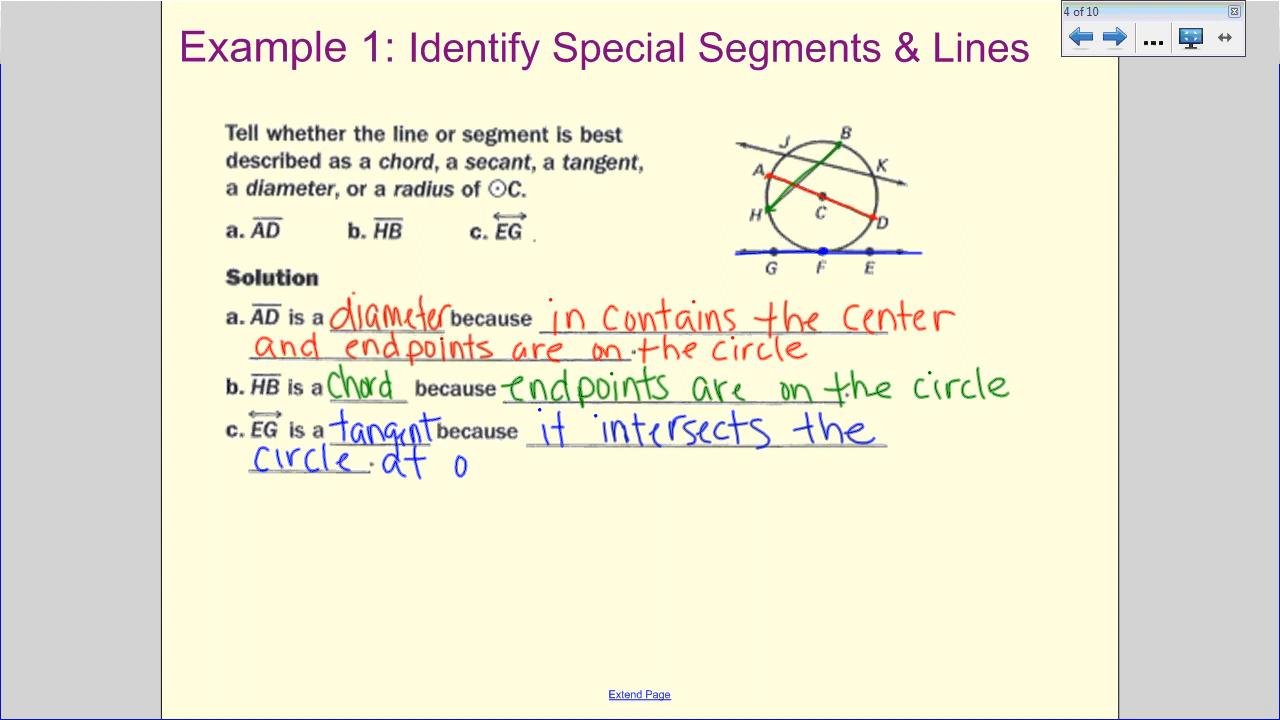 4 of 10
Example 1: Identify Special Segments & Lines
Tell whether the line or segment is best
described as a chord, a secant, a tangent,
a diameter, or a radius of ⊙C.
a. AD b. HB c. EG .
J B
A K
H C D
G F E
Solution
a. AD is a diameter because in contains the center
and endpoints are on the circle
b. HB is a chord because endpoints are on the circle
c. EG is a tangent because it intersects the
circle at o
Extend Page